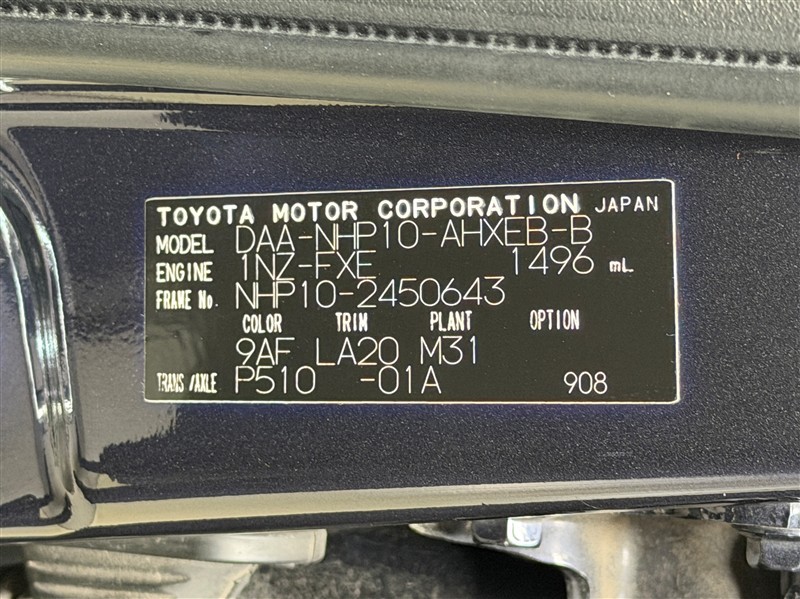 TOYOTA MOTOR CORPORATION JAPAN
MODEL DAA-NHP10-AHXEB-B
ENGINE 1NZ-FXE 1496 mL
FRAME No. NHP10-2450643
COLOR TRIM PLANT OPTION
9AF LA20 M31
TRANS/AXLE P510 -01A 908